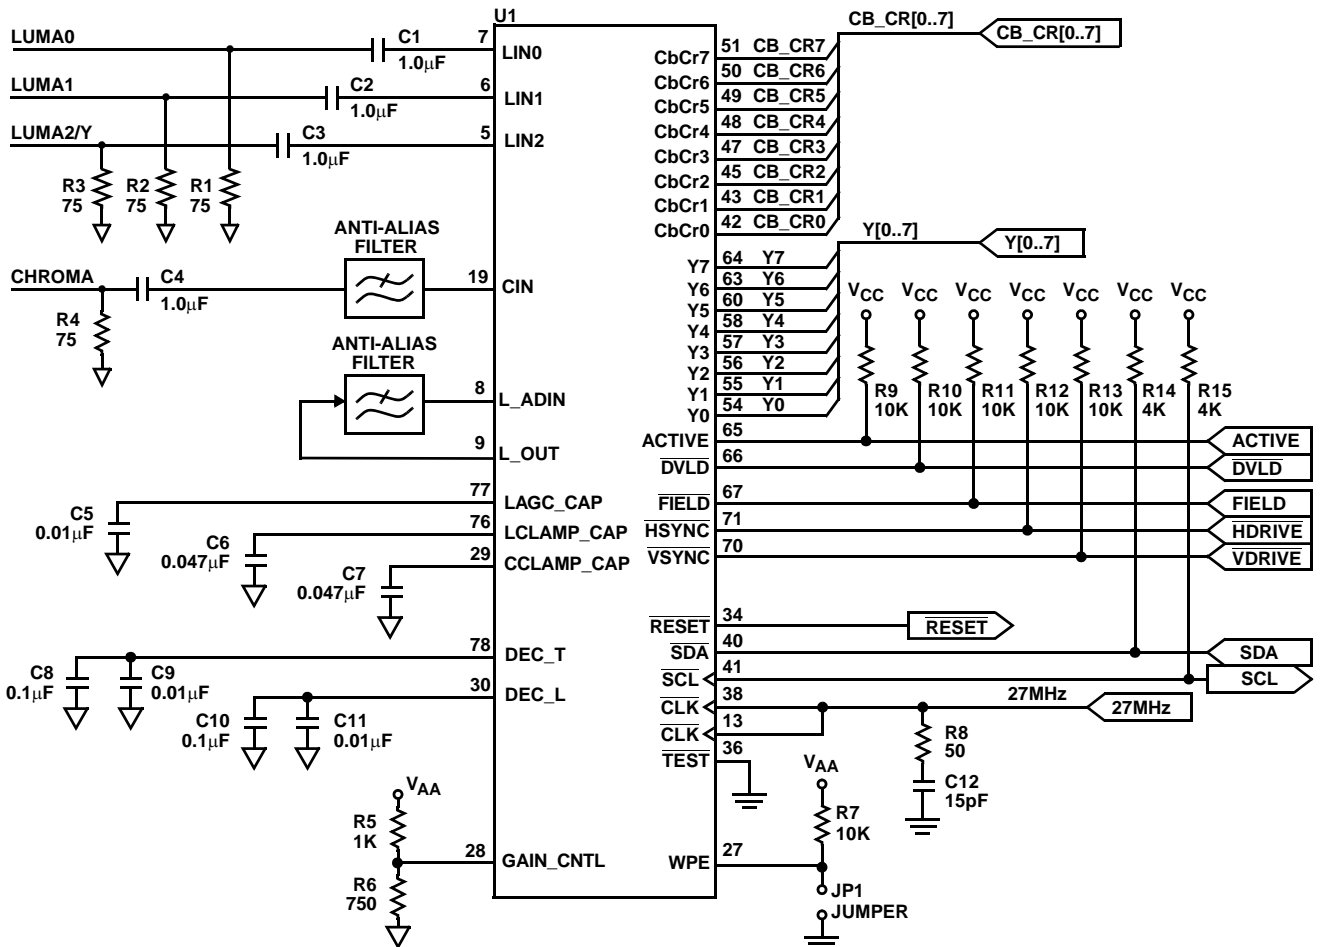 U1
LUMA0
C1
1.0µF
7
LIN0
LUMA1
C2
1.0µF
6
LIN1
LUMA2/Y
C3
1.0µF
5
LIN2
R3
75
R2
75
R1
75
ANTI-ALIAS
FILTER
CHROMA
C4
1.0µF
19
CIN
R4
75
ANTI-ALIAS
FILTER
8
L_ADIN
9
L_OUT
77
LAGC_CAP
C5
0.01µF
76
LCLAMP_CAP
C6
0.047µF
29
CCLAMP_CAP
C7
0.047µF
78
DEC_T
C8
0.1µF
C9
0.01µF
30
DEC_L
C10
0.1µF
C11
0.01µF
VAA
R5
1K
28
GAIN_CNTL
R6
750
CB_CR[0..7]
CB_CR[0..7]
CbCr7
51 CB_CR7
CbCr6
50 CB_CR6
CbCr5
49 CB_CR5
CbCr4
48 CB_CR4
CbCr3
47 CB_CR3
CbCr2
45 CB_CR2
CbCr1
43 CB_CR1
CbCr0
42 CB_CR0
Y[0..7]
Y[0..7]
Y7
64 Y7
Y6
63 Y6
Y5
60 Y5
Y4
58 Y4
Y3
57 Y3
Y2
56 Y2
Y1
55 Y1
Y0
54 Y0
VCC VCC VCC VCC VCC VCC VCC
R9
10K
R10
10K
R11
10K
R12
10K
R13
10K
R14
4K
R15
4K
ACTIVE
65
ACTIVE
DVLD
66
DVLD
FIELD
67
FIELD
HSYNC
71
HDRIVE
VSYNC
70
VDRIVE
RESET
34
RESET
SDA
40
SDA
SCL
41
SCL
CLK
38
27MHz
27MHz
CLK
13
TEST
36
R8
50
C12
15pF
VAA
R7
10K
WPE
27
JP1
JUMPER